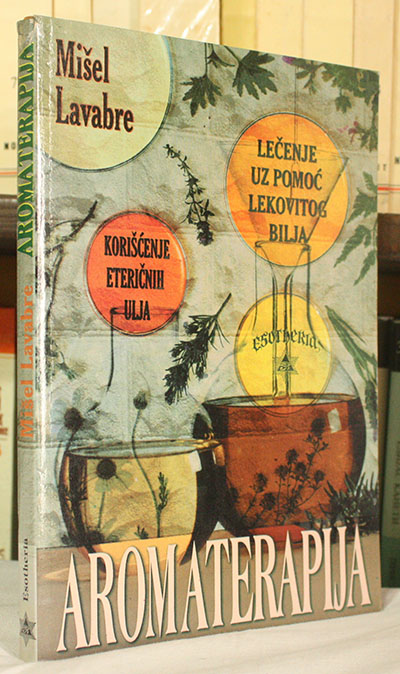 Mišel
Lavabre
LEČENJE
UZ POMOĆ
LEKOVITOG
BILJA
KORIŠĆENJE
ETERIČNIH
ULJA
esotheria
AROMATERAPIJA
Mišel Lavabre AROMATERAPIJA
Esotheria